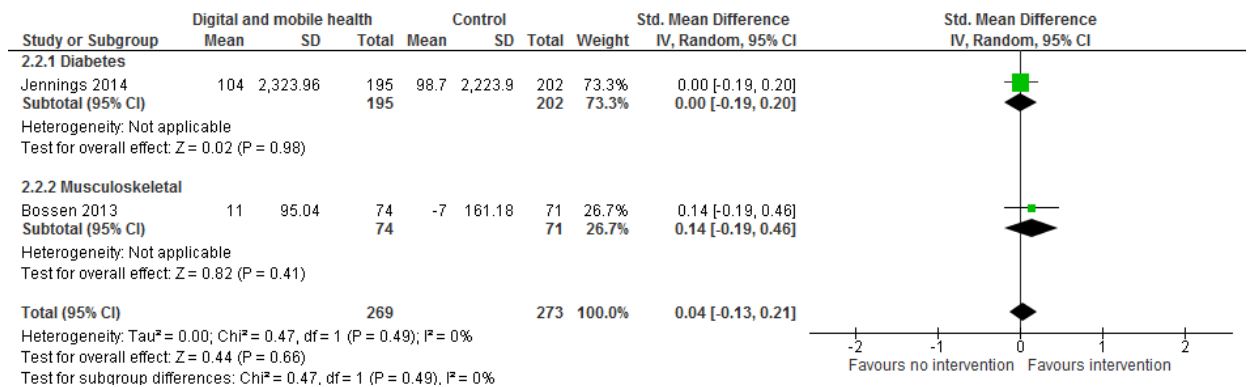 Digital and mobile health Control Std. Mean Difference Std. Mean Difference
Study or Subgroup Mean SD Total Mean SD Total Weight IV, Random, 95% CI IV, Random, 95% CI
2.2.1 Diabetes
Jennings 2014 104 2,323.96 195 98.7 2,223.9 202 73.3% 0.00 [-0.19, 0.20]
Subtotal (95% CI) 195 202 73.3% 0.00 [-0.19, 0.20]
Heterogeneity: Not applicable
Test for overall effect: Z = 0.02 (P = 0.98)
2.2.2 Musculoskeletal
Bossen 2013 11 95.04 74 -7 161.18 71 26.7% 0.14 [-0.19, 0.46]
Subtotal (95% CI) 74 71 26.7% 0.14 [-0.19, 0.46]
Heterogeneity: Not applicable
Test for overall effect: Z = 0.82 (P = 0.41)
Total (95% CI) 269 273 100.0% 0.04 [-0.13, 0.21]
Heterogeneity: Tau² = 0.00; Chi² = 0.47, df = 1 (P = 0.49); I² = 0%
Test for overall effect: Z = 0.44 (P = 0.66)
Test for subgroup differences: Chi² = 0.47, df = 1 (P = 0.49), I² = 0%
-2 -1 0 1 2
Favours no intervention Favours intervention